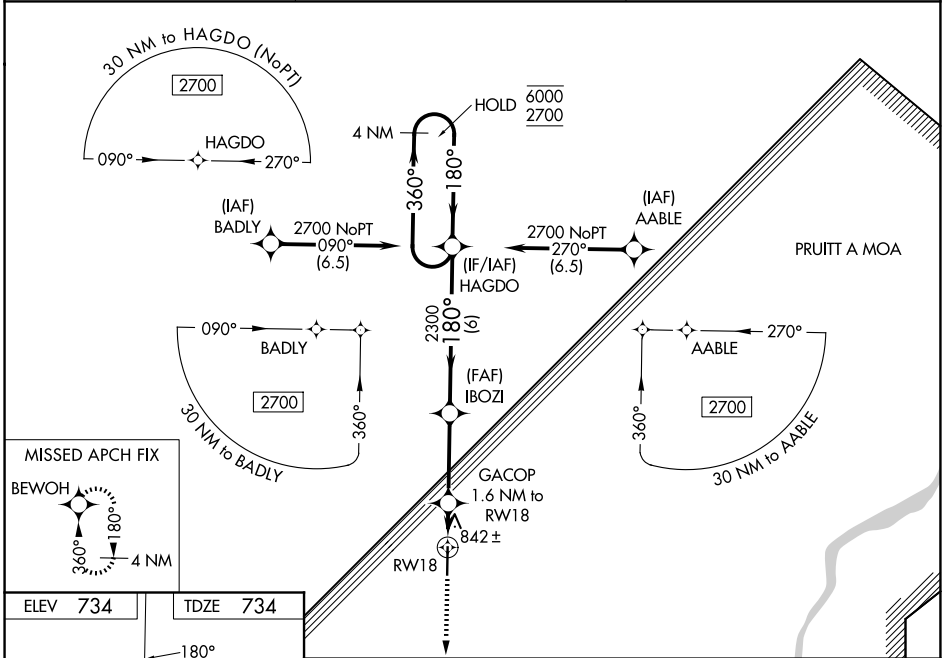 30 NM to HAGDO (NoPT)
2700
HAGDO
090°
270°
HOLD
6000
2700
4 NM
360°
180°
(IAF)
BADLY
2700 NoPT
090°
(6.5)
(IAF)
AABLE
2700 NoPT
270°
(6.5)
(IF/IAF)
HAGDO
PRUITT A MOA
2300
180°
(6)
090°
BADLY
360°
2700
30 NM to BADLY
270°
AABLE
360°
2700
30 NM to AABLE
(FAF)
IBOZI
GACOP
1.6 NM to
RW18
842 ±
RW18
MISSED APCH FIX
BEWOH
180°
360°
4 NM
ELEV 734
TDZE 734
180°